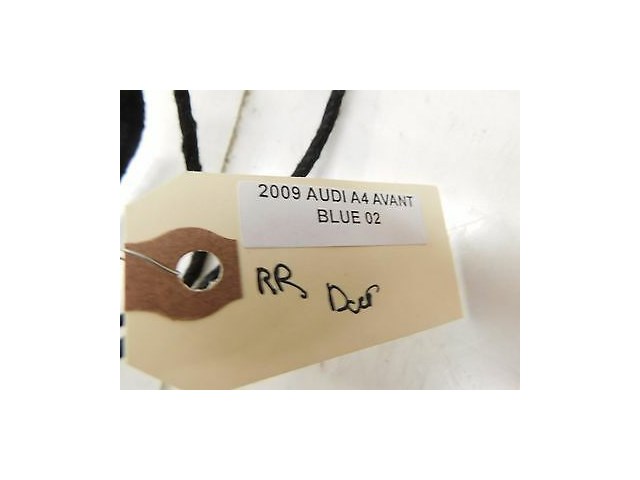 2009 AUDI A4 AVANT
BLUE 02
RR Door